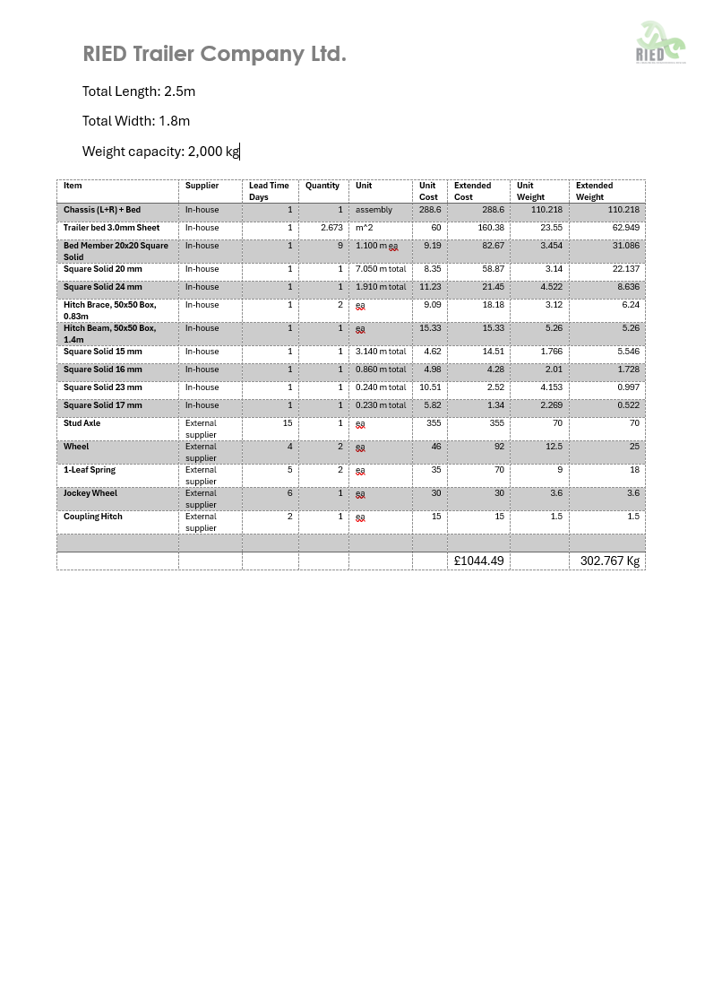 RIED
RIED Trailer Company Ltd.
Total Length: 2.5m
Total Width: 1.8m
Weight capacity: 2,000 kg
Item Supplier Lead Time Days Quantity Unit Unit Cost Extended Cost Unit Weight Extended Weight
Chassis (L+R) + Bed In-house 1 1 assembly 288.6 288.6 110.218 110.218
Trailer bed 3.0mm Sheet In-house 1 2.673 m^2 60 160.38 23.55 62.949
Bed Member 20x20 Square Solid In-house 1 9 1.100 m ea 9.19 82.67 3.454 31.086
Square Solid 20 mm In-house 1 1 7.050 m total 8.35 58.87 3.14 22.137
Square Solid 24 mm In-house 1 1 1.910 m total 11.23 21.45 4.522 8.636
Hitch Brace, 50x50 Box, 0.83m In-house 1 2 ea 9.09 18.18 3.12 6.24
Hitch Beam, 50x50 Box, 1.4m In-house 1 1 ea 15.33 15.33 5.26 5.26
Square Solid 15 mm In-house 1 1 3.140 m total 4.62 14.51 1.766 5.546
Square Solid 16 mm In-house 1 1 0.860 m total 4.98 4.28 2.01 1.728
Square Solid 23 mm In-house 1 1 0.240 m total 10.51 2.52 4.153 0.997
Square Solid 17 mm In-house 1 1 0.230 m total 5.82 1.34 2.269 0.522
Stud Axle External supplier 15 1 ea 355 355 70 70
Wheel External supplier 4 2 ea 46 92 12.5 25
1-Leaf Spring External supplier 5 2 ea 35 70 9 18
Jockey Wheel External supplier 6 1 ea 30 30 3.6 3.6
Coupling Hitch External supplier 2 1 ea 15 15 1.5 1.5
£1044.49 302.767 Kg